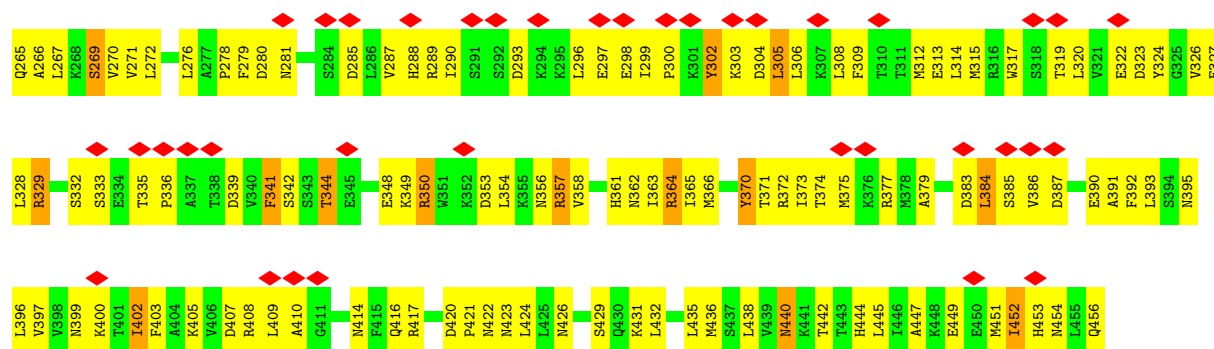 Q265 A266 L267 K268 S269 V270 V271 L272 L276 A277 P278 F279 D280 N281 S284 D285 L286 V287 H288 R289 I290 S291 S292 D293 K294 K295 L296 E297 E298 I299 P300 K301 Y302 K303 D304 L305 L306 K307 L308 F309 T310 T311 M312 E313 L314 M315 R316 W317 S318 T319 L320 V321 E322 D323 Y324 G325 V326 E327
L328 R329 S332 S333 E334 T335 P336 A337 T338 D339 V340 F341 S342 S343 T344 E345 E348 K349 R350 W351 K352 D353 L354 K355 N356 R357 V358 H361 N362 I363 R364 I365 M366 Y370 T371 R372 I373 T374 M375 K376 R377 M378 A379 D383 L384 S385 V386 D387 E390 A391 F392 L393 S394 N395
L396 V397 V398 N399 K400 T401 I402 F403 A404 K405 V406 D407 R408 L409 A410 G411 N414 F415 Q416 R417 D420 P421 N422 N423 L424 L425 N426 S429 Q430 K431 L432 L435 M436 S437 L438 V439 N440 K441 T442 T443 H444 L445 I446 A447 K448 E449 E450 M451 I452 H453 N454 L455 Q456